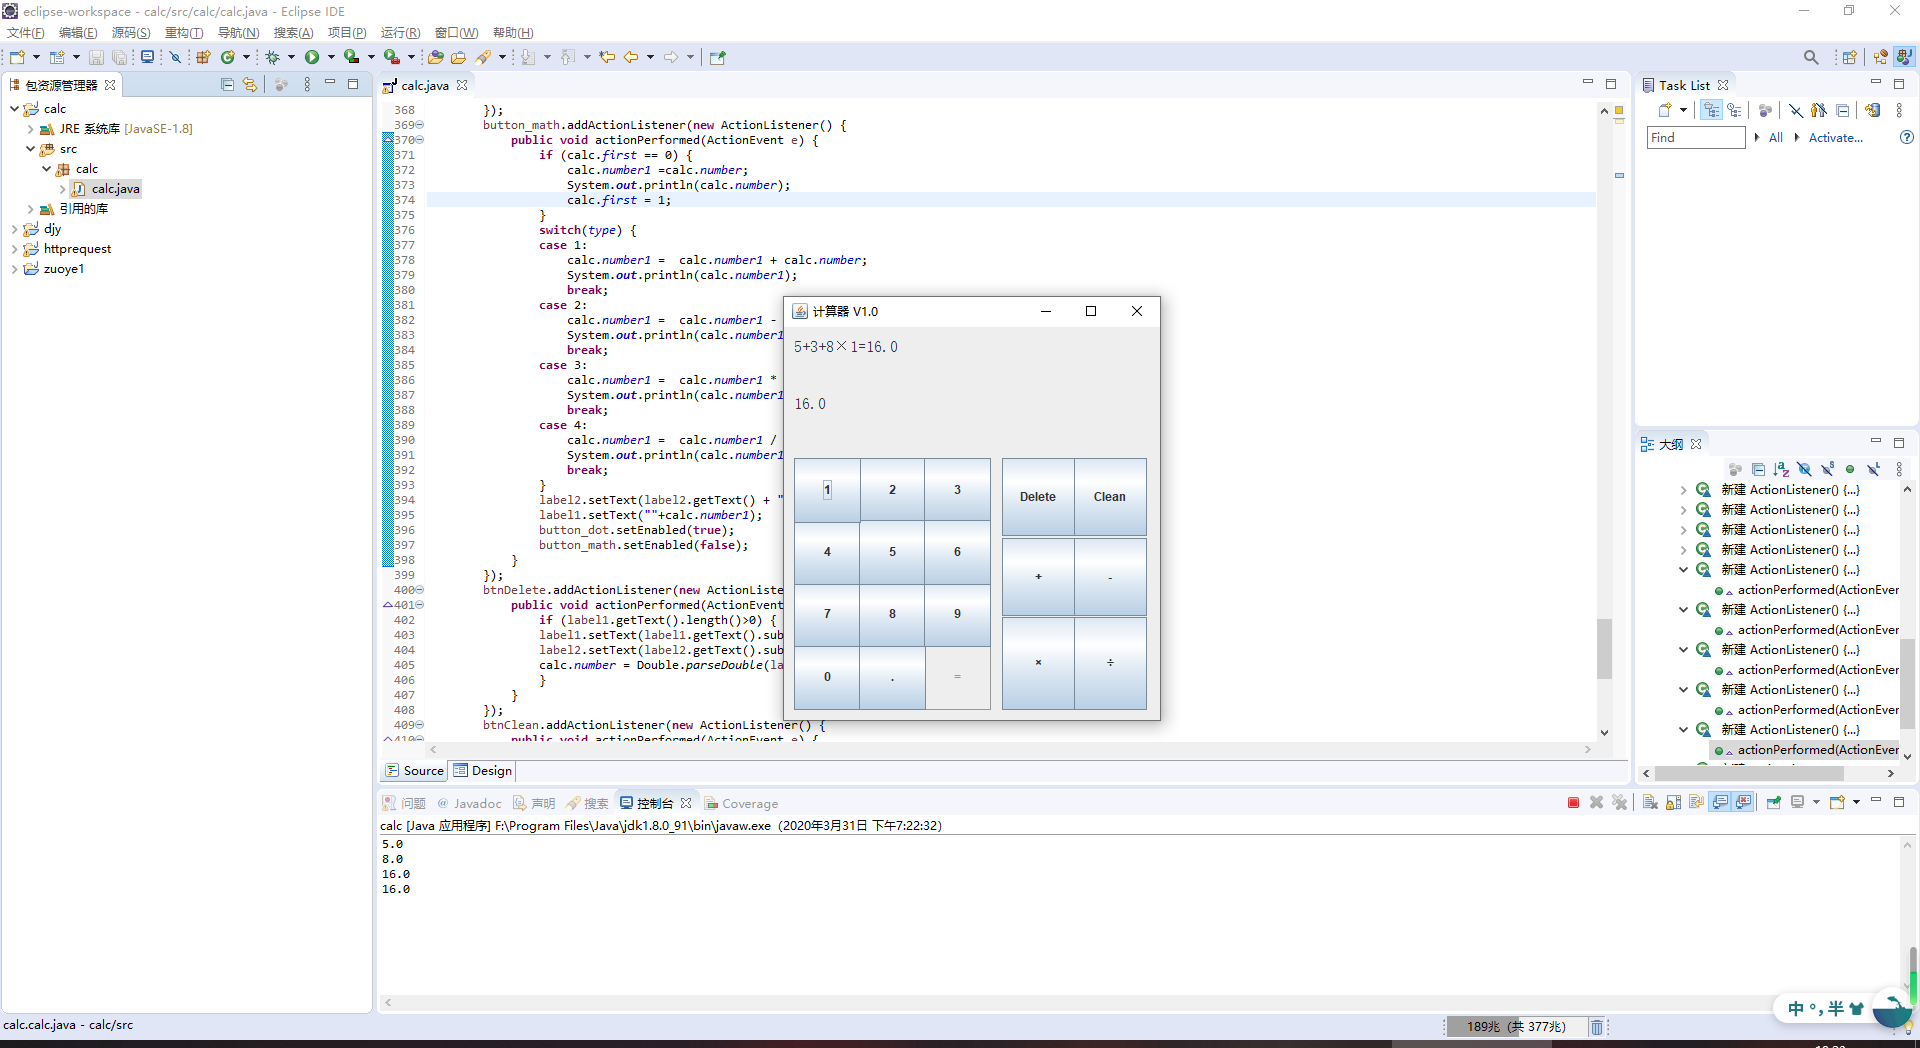 eclipse-workspace - calc/src/calc/calc.java - Eclipse IDE
文件(F) 编辑(E) 源码(S) 重构(T) 导航(N) 搜索(A) 项目(P) 运行(R) 窗口(W) 帮助(H)
包资源管理器
calc
JRE 系统库 [JavaSE-1.8]
src
calc
calc.java
引用的库
djy
httprequest
zuoye1
calc.java
368 });
369 button_math.addActionListener(new ActionListener() {
370 public void actionPerformed(ActionEvent e) {
371 if (calc.first == 0) {
372 calc.number1 =calc.number;
373 System.out.println(calc.number);
374 calc.first = 1;
375 }
376 switch(type) {
377 case 1:
378 calc.number1 =  calc.number1 + calc.number;
379 System.out.println(calc.number1);
380 break;
381 case 2:
382 calc.number1 =  calc.number1 -
383 System.out.println(calc.number1
384 break;
385 case 3:
386 calc.number1 =  calc.number1 *
387 System.out.println(calc.number1
388 break;
389 case 4:
390 calc.number1 =  calc.number1 /
391 System.out.println(calc.number1
392 break;
393 }
394 label2.setText(label2.getText() + "
395 label1.setText(""+calc.number1);
396 button_dot.setEnabled(true);
397 button_math.setEnabled(false);
398 }
399 });
400 btnDelete.addActionListener(new ActionListe
401 public void actionPerformed(ActionEvent
402 if (label1.getText().length()>0) {
403 label1.setText(label1.getText().sub
404 label2.setText(label2.getText().sub
405 calc.number = Double.parseDouble(la
406 }
407 }
408 });
409 btnClean.addActionListener(new ActionListener() {
410 public void actionPerformed(ActionEvent e) {
Source Design
计算器 V1.0
5+3+8×1=16.0
16.0
1 2 3 Delete Clean
4 5 6 + -
7 8 9
0 . = × ÷
Task List
Find All Activate...
大纲
新建 ActionListener() {...}
新建 ActionListener() {...}
新建 ActionListener() {...}
新建 ActionListener() {...}
新建 ActionListener() {...}
actionPerformed(ActionEver
新建 ActionListener() {...}
actionPerformed(ActionEver
新建 ActionListener() {...}
actionPerformed(ActionEver
新建 ActionListener() {...}
actionPerformed(ActionEver
新建 ActionListener() {...}
actionPerformed(ActionEver
问题 Javadoc 声明 搜索 控制台 Coverage
calc [Java 应用程序] F:\Program Files\Java\jdk1.8.0_91\bin\javaw.exe（2020年3月31日 下午7:22:32）
5.0
8.0
16.0
16.0
中 °, 半
calc.calc.java - calc/src
189兆（共 377兆）